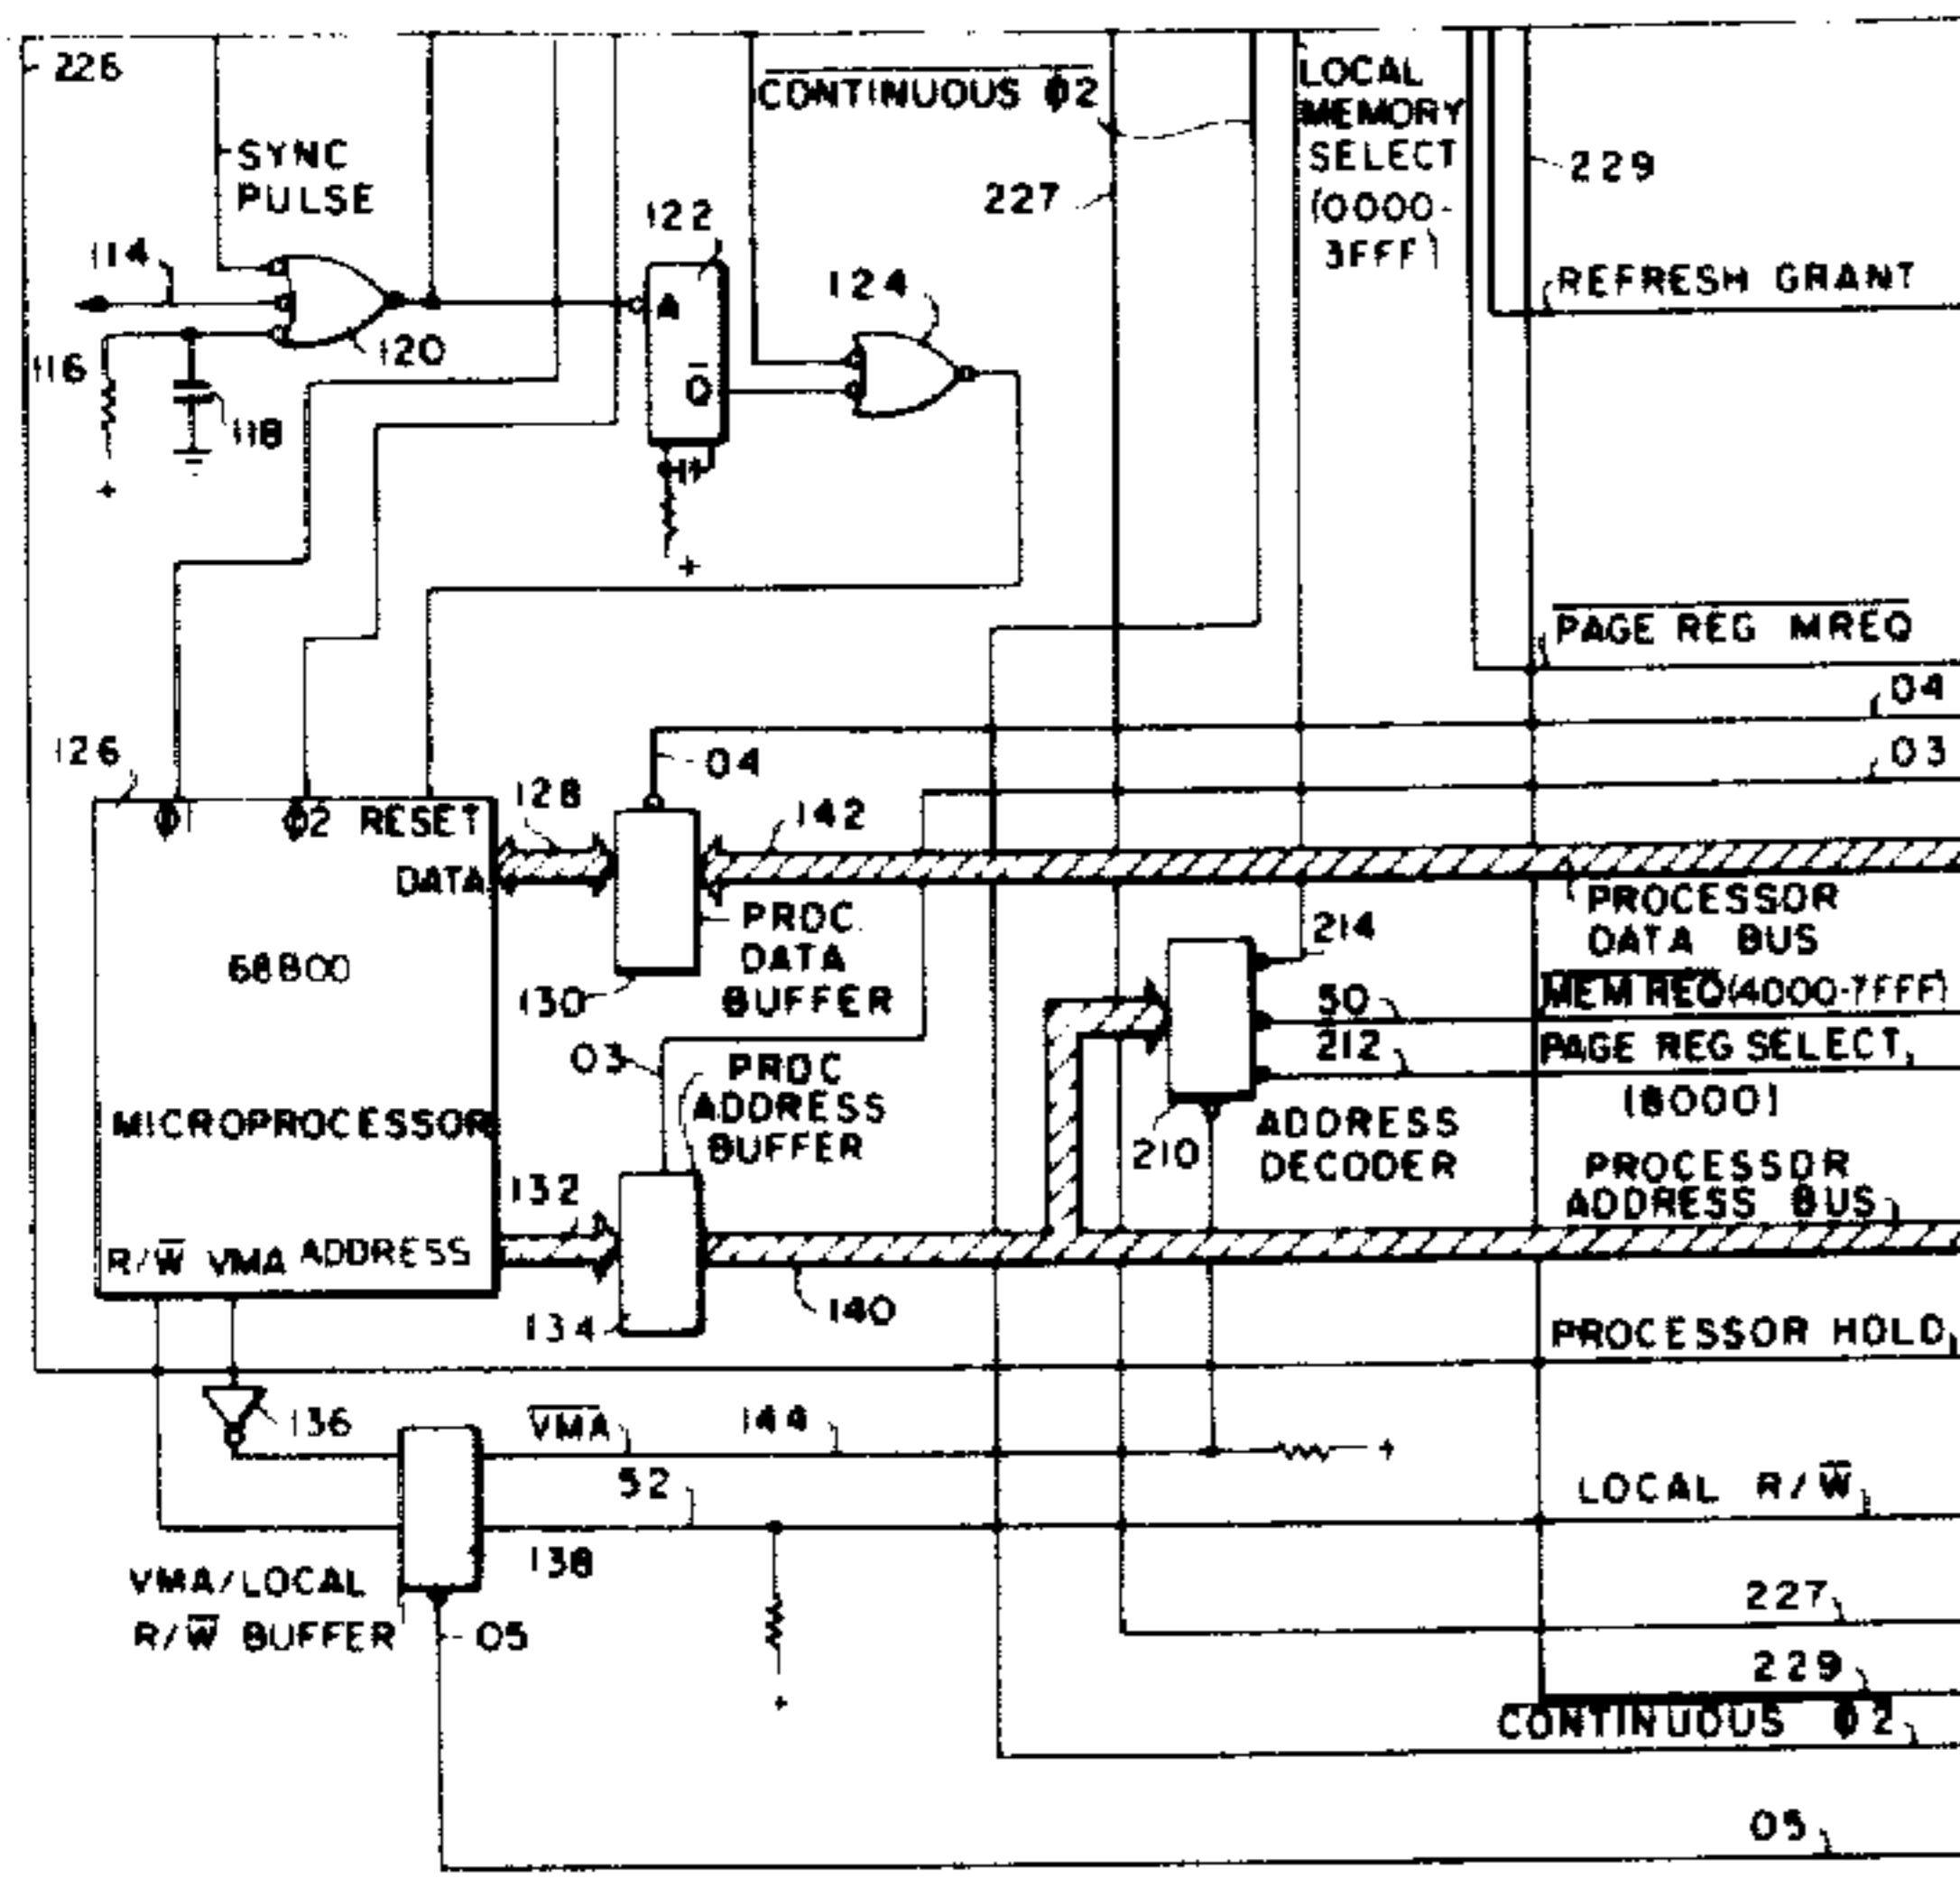 226
CONTINUOUS Φ2
LOCAL
MEMORY
SELECT
(0000-
3FFF)
SYNC
PULSE
229
227
122
114
124
REFRESH GRANT
A
120
116
Q̅
118
+
+
PAGE REG MREQ
04
126
04
03
128
142
Φ1
Φ2
RESET
DATA
PROCESSOR
DATA BUS
PROC.
DATA
BUFFER
214
68B00
130
50
MEM REQ (4000-7FFF)
03
212
PAGE REG SELECT
(8000)
PROC
ADDRESS
BUFFER
MICROPROCESSOR
210
ADDRESS
DECODER
132
PROCESSOR
ADDRESS BUS
R/W̅ VMA ADDRESS
134
140
PROCESSOR HOLD
136
VMA
144
+
52
LOCAL R/W̅
138
VMA/LOCAL
R/W̅ BUFFER
05
227
229
+
CONTINUOUS Φ2
05